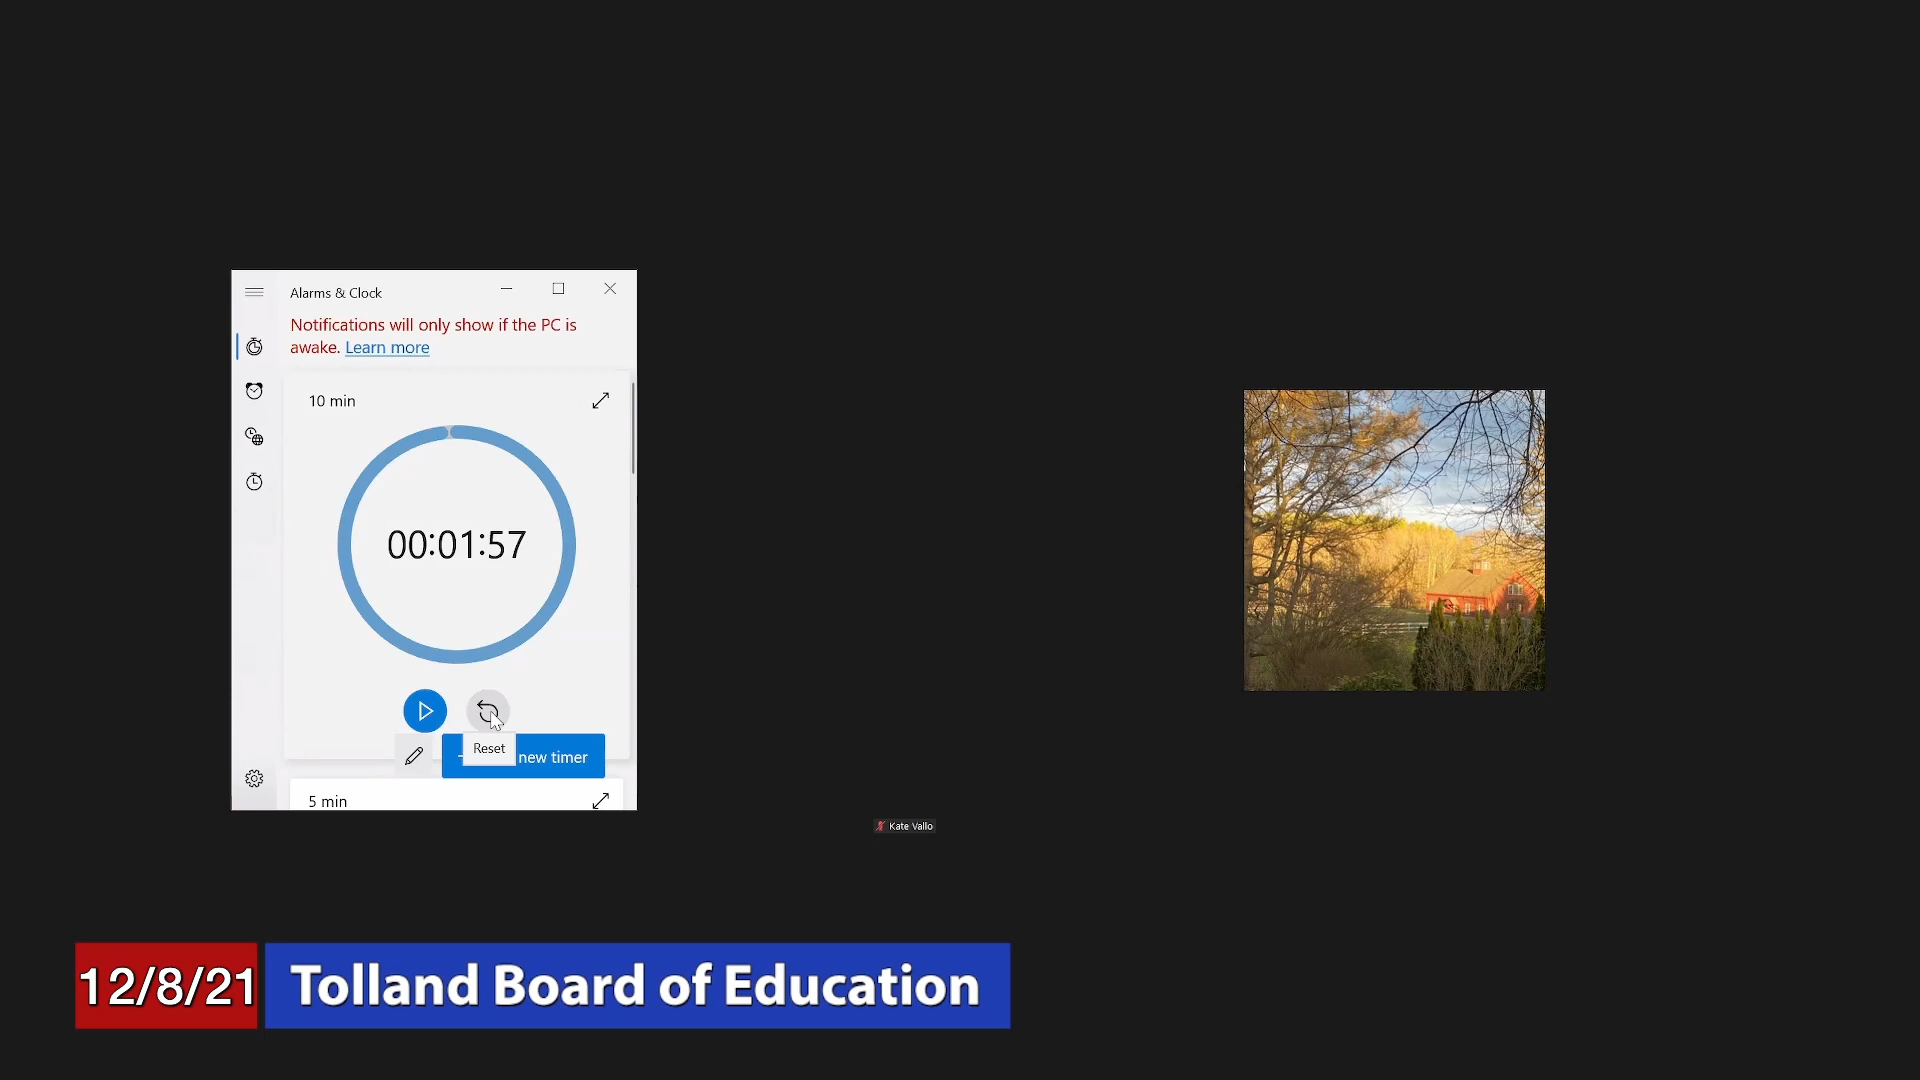 Alarms & Clock
Notifications will only show if the PC is
awake. Learn more
10 min
00:01:57
Reset
new timer
5 min
Kate Vallo
12/8/21 Tolland Board of Education